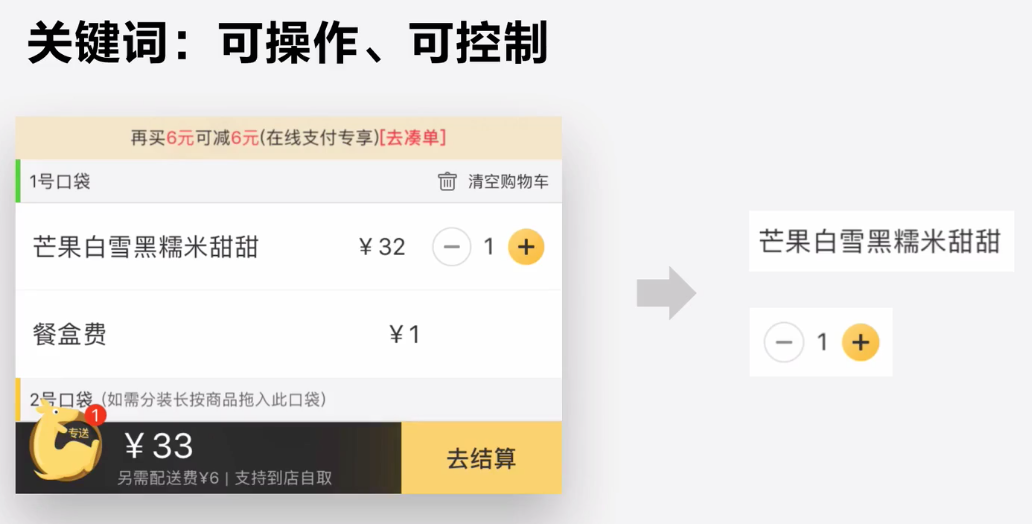 关键词：可操作、可控制
再买6元可减6元(在线支付专享)[去凑单]
1号口袋 清空购物车
芒果白雪黑糯米甜甜 ￥32 − 1 +
餐盒费 ￥1
2号口袋 (如需分装长按商品拖入此口袋)
专送 1
￥33
另需配送费¥6 | 支持到店自取
去结算
芒果白雪黑糯米甜甜
− 1 +